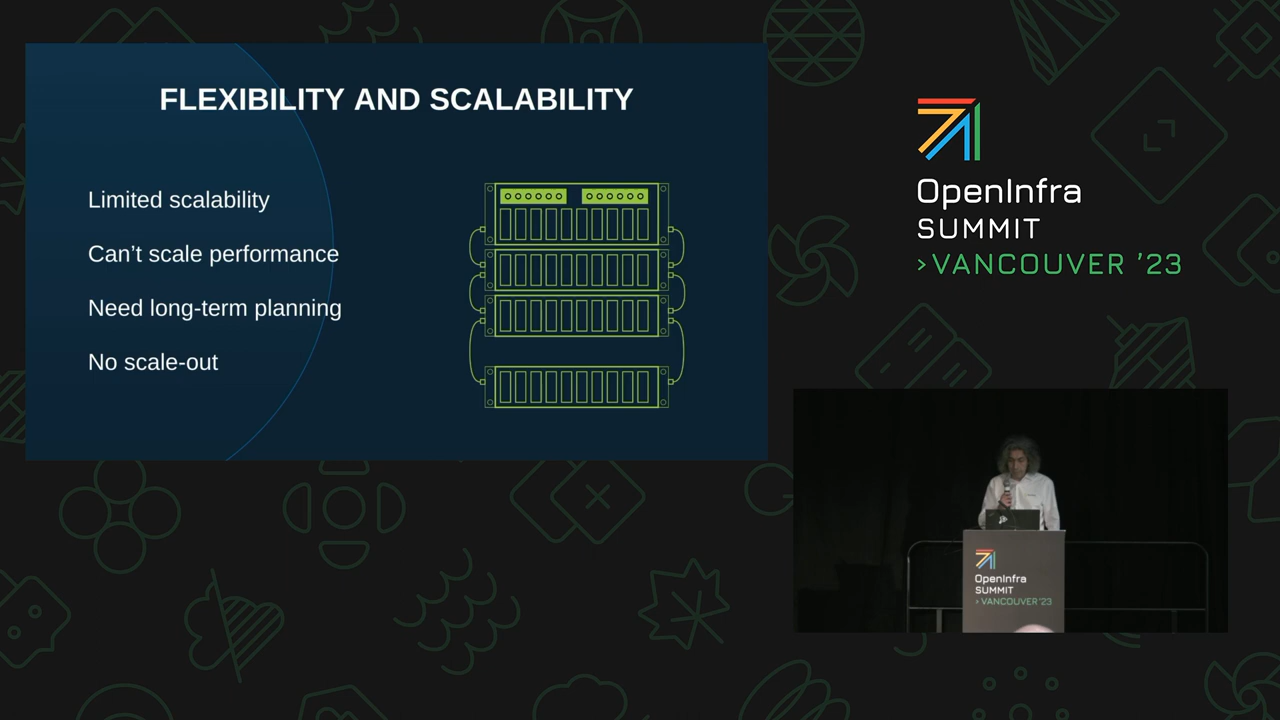 FLEXIBILITY AND SCALABILITY
Limited scalability
Can’t scale performance
Need long-term planning
No scale-out
OpenInfra
SUMMIT
>VANCOUVER ’23
OpenInfra
SUMMIT
>VANCOUVER’23